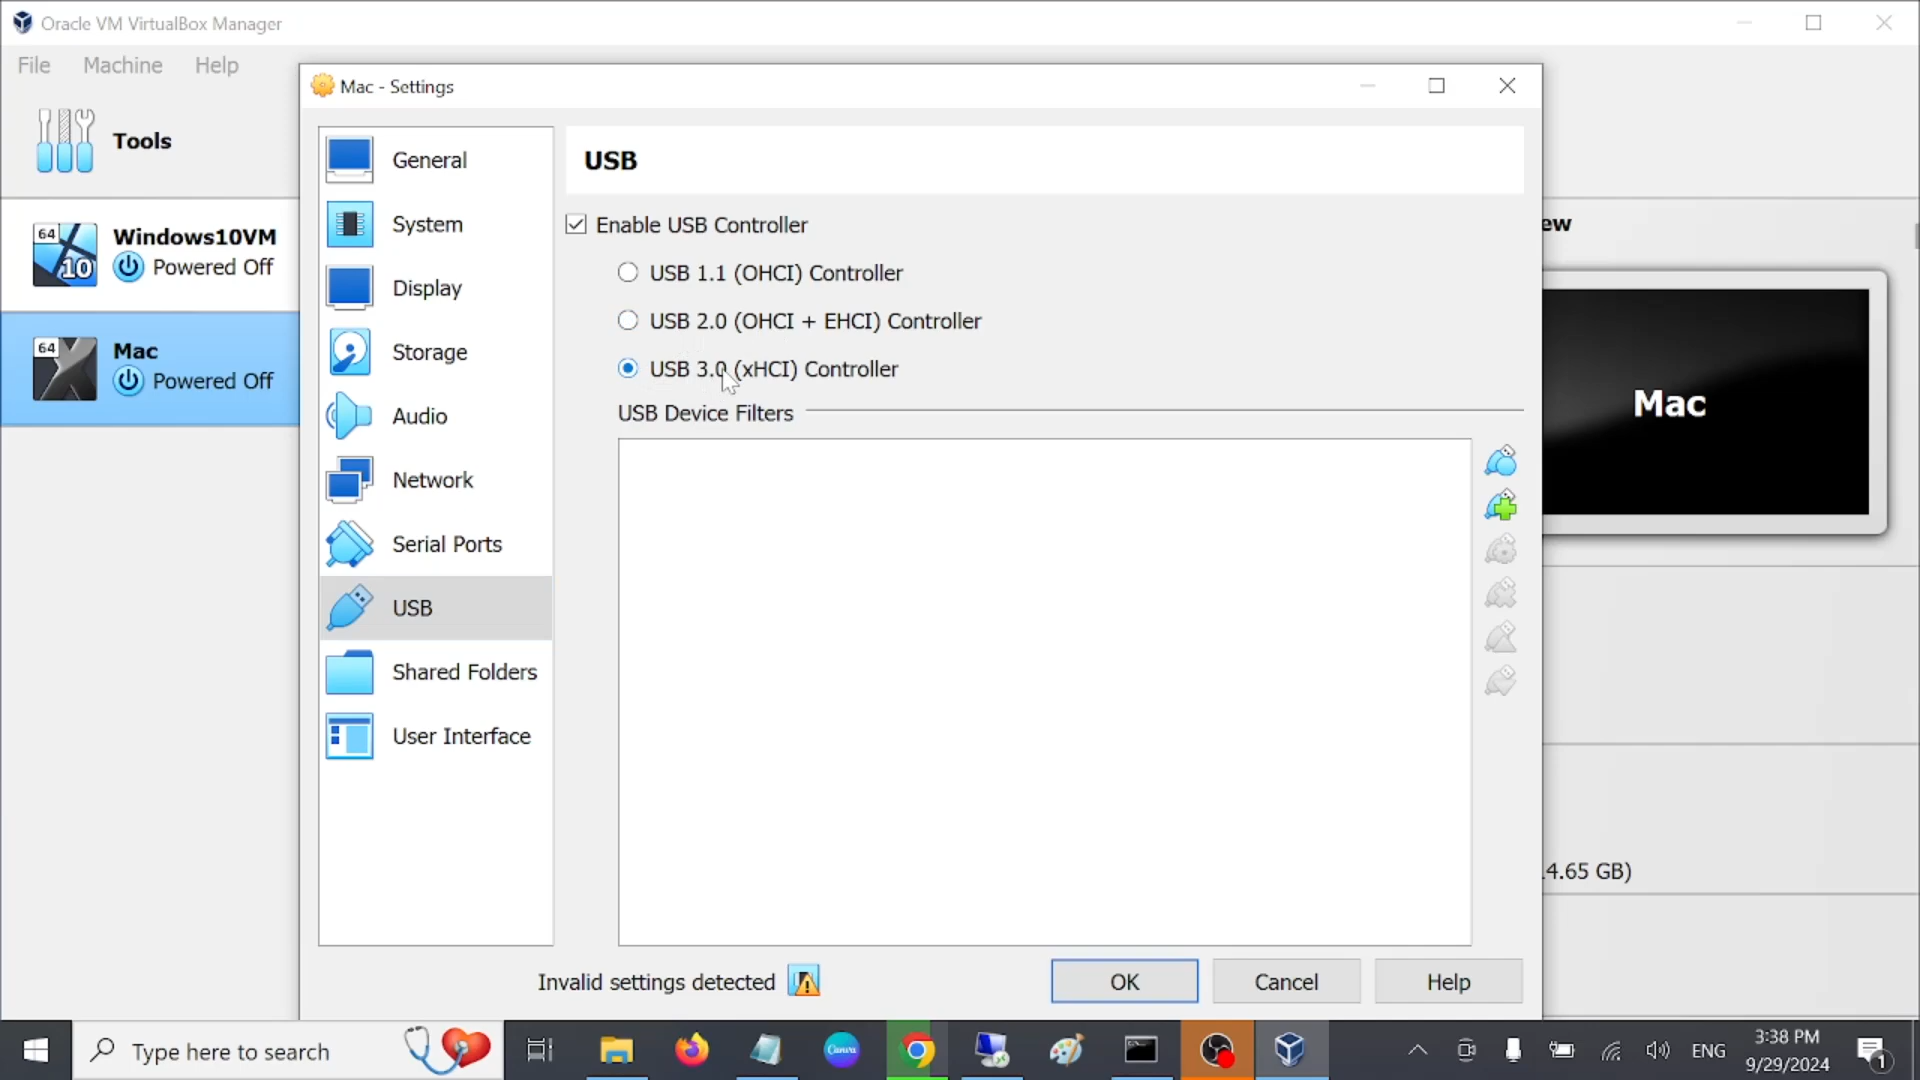 Oracle VM VirtualBox Manager
File Machine Help
Mac - Settings
Tools
64
10
Windows10VM
Powered Off
64
Mac
Powered Off
General
System
Display
Storage
Audio
Network
Serial Ports
USB
Shared Folders
User Interface
USB
Enable USB Controller
USB 1.1 (OHCI) Controller
USB 2.0 (OHCI + EHCI) Controller
USB 3.0 (xHCI) Controller
USB Device Filters
ew
Mac
4.65 GB)
Invalid settings detected
OK
Cancel
Help
Type here to search
Canva
ENG
3:38 PM
9/29/2024
1